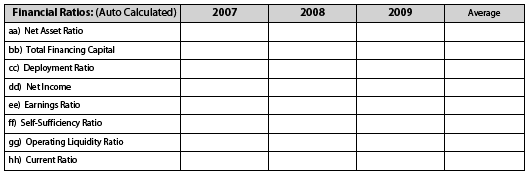 Financial Ratios: (Auto Calculated) 2007 2008 2009 Average
aa) Net Asset Ratio
bb) Total Financing Capital
cc) Deployment Ratio
dd) Net Income
ee) Earnings Ratio
ff) Self-Sufficiency Ratio
gg) Operating Liquidity Ratio
hh) Current Ratio